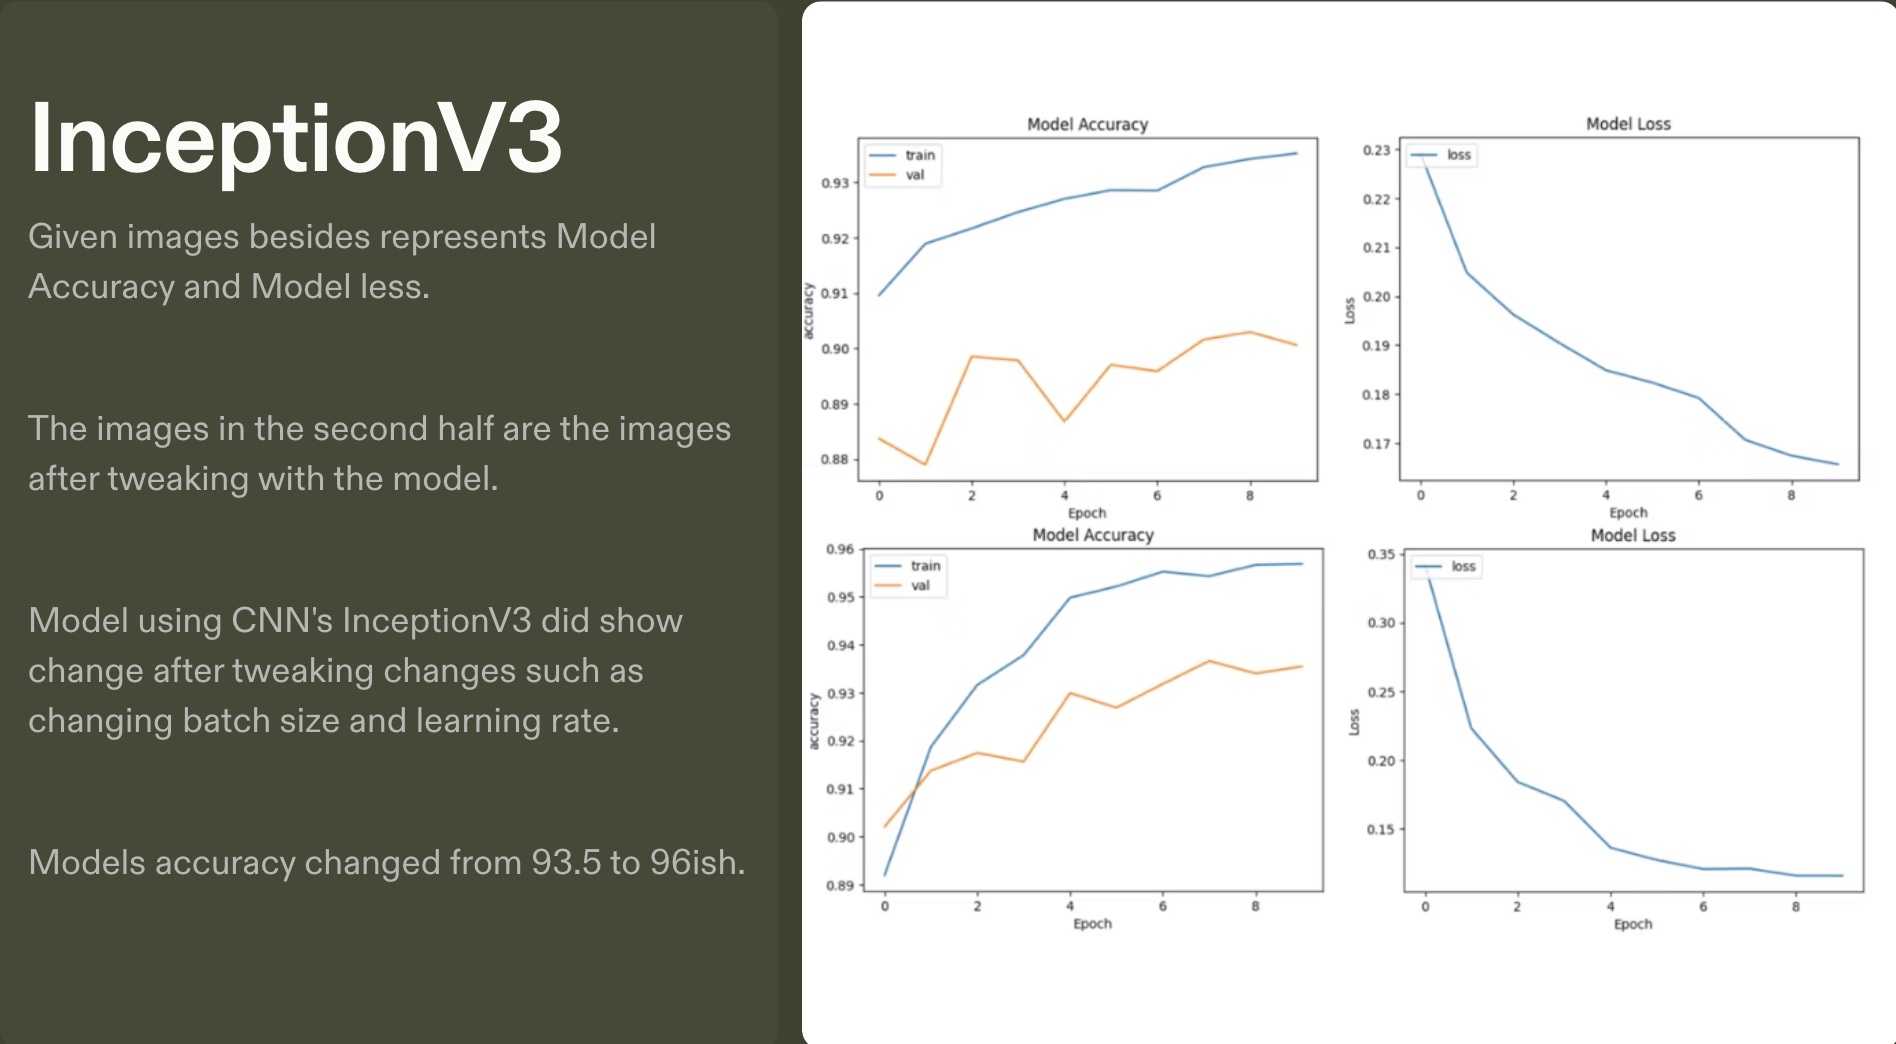 InceptionV3
Given images besides represents Model
Accuracy and Model less.
The images in the second half are the images
after tweaking with the model.
Model using CNN's InceptionV3 did show
change after tweaking changes such as
changing batch size and learning rate.
Models accuracy changed from 93.5 to 96ish.
Model Accuracy
train
val
0.93
0.92
0.91
0.90
0.89
0.88
accuracy
0 2 4 6 8
Epoch
Model Loss
loss
0.23
0.22
0.21
0.20
0.19
0.18
0.17
Loss
0 2 4 6 8
Epoch
Model Accuracy
train
val
0.96
0.95
0.94
0.93
0.92
0.91
0.90
0.89
accuracy
0 2 4 6 8
Epoch
Model Loss
loss
0.35
0.30
0.25
0.20
0.15
Loss
0 2 4 6 8
Epoch